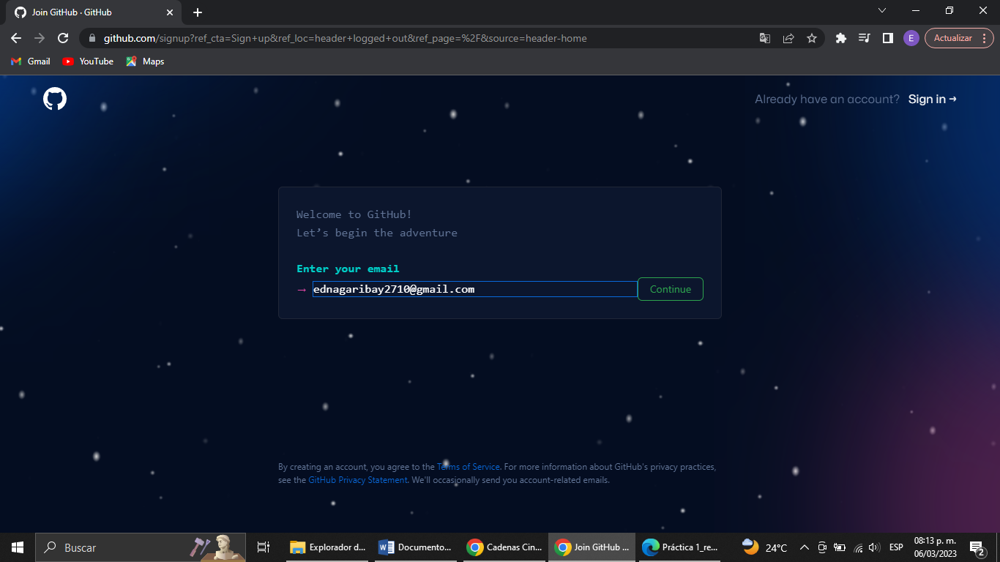 Join GitHub · GitHub
github.com/signup?ref_cta=Sign+up&ref_loc=header+logged+out&ref_page=%2F&source=header-home
E
Actualizar
Gmail
YouTube
Maps
Already have an account? Sign in →
Welcome to GitHub!
Let's begin the adventure
Enter your email
→ ednagaribay2710@gmail.com
Continue
By creating an account, you agree to the Terms of Service. For more information about GitHub's privacy practices,
see the GitHub Privacy Statement. We'll occasionally send you account-related emails.
Buscar
Explorador d...
Documento...
Cadenas Cin...
Join GitHub ...
Práctica 1_re...
24°C
ESP
08:13 p. m.
06/03/2023
2